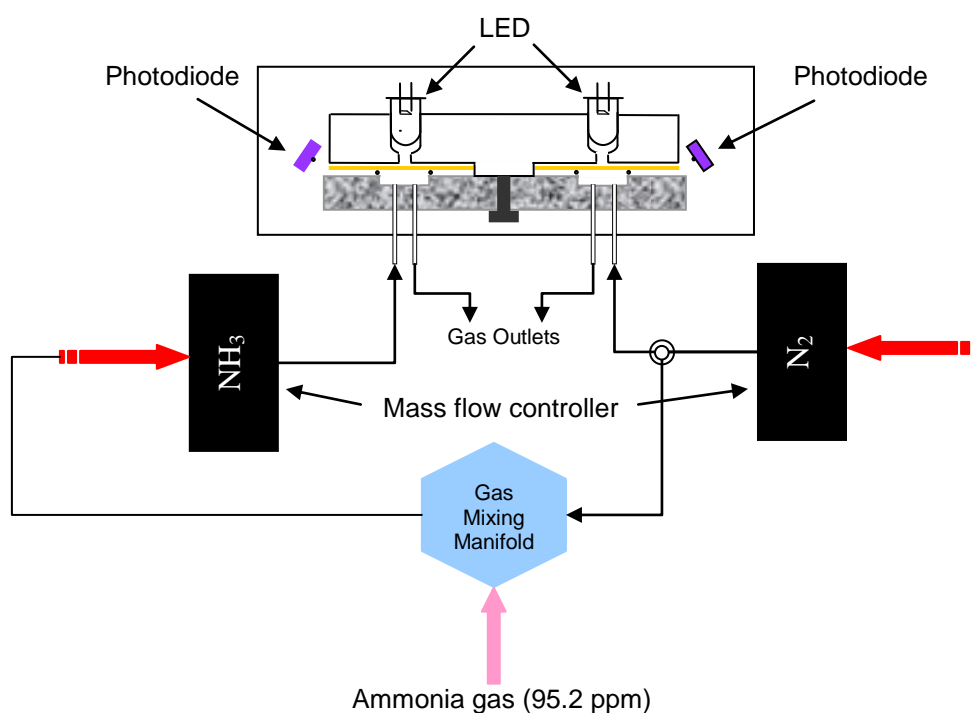 LED
Photodiode
Photodiode
Gas Outlets
NH₃
N₂
Mass flow controller
Gas
Mixing
Manifold
Ammonia gas (95.2 ppm)